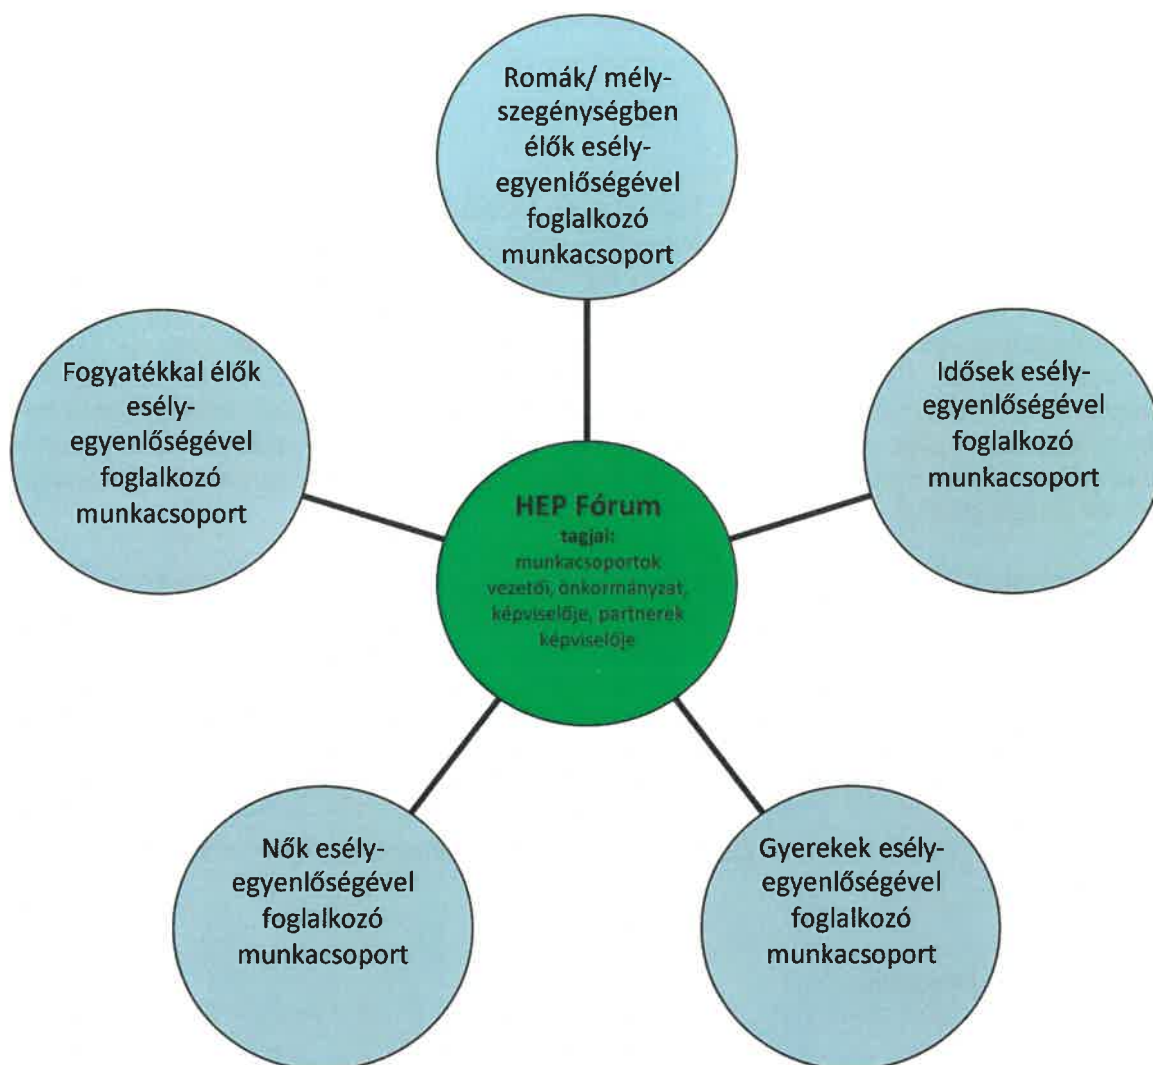 Romák/ mély-
szegénységben
élők esély-
egyenlőségével
foglalkozó
munkacsoport
Fogyatékkal élők
esély-
egyenlőségével
foglalkozó
munkacsoport
Idősek esély-
egyenlőségével
foglalkozó
munkacsoport
HEP Fórum
tagjai:
munkacsoportok
vezetői, önkormányzat,
képviselője, partnerek
képviselője
Nők esély-
egyenlőségével
foglalkozó
munkacsoport
Gyerekek esély-
egyenlőségével
foglalkozó
munkacsoport